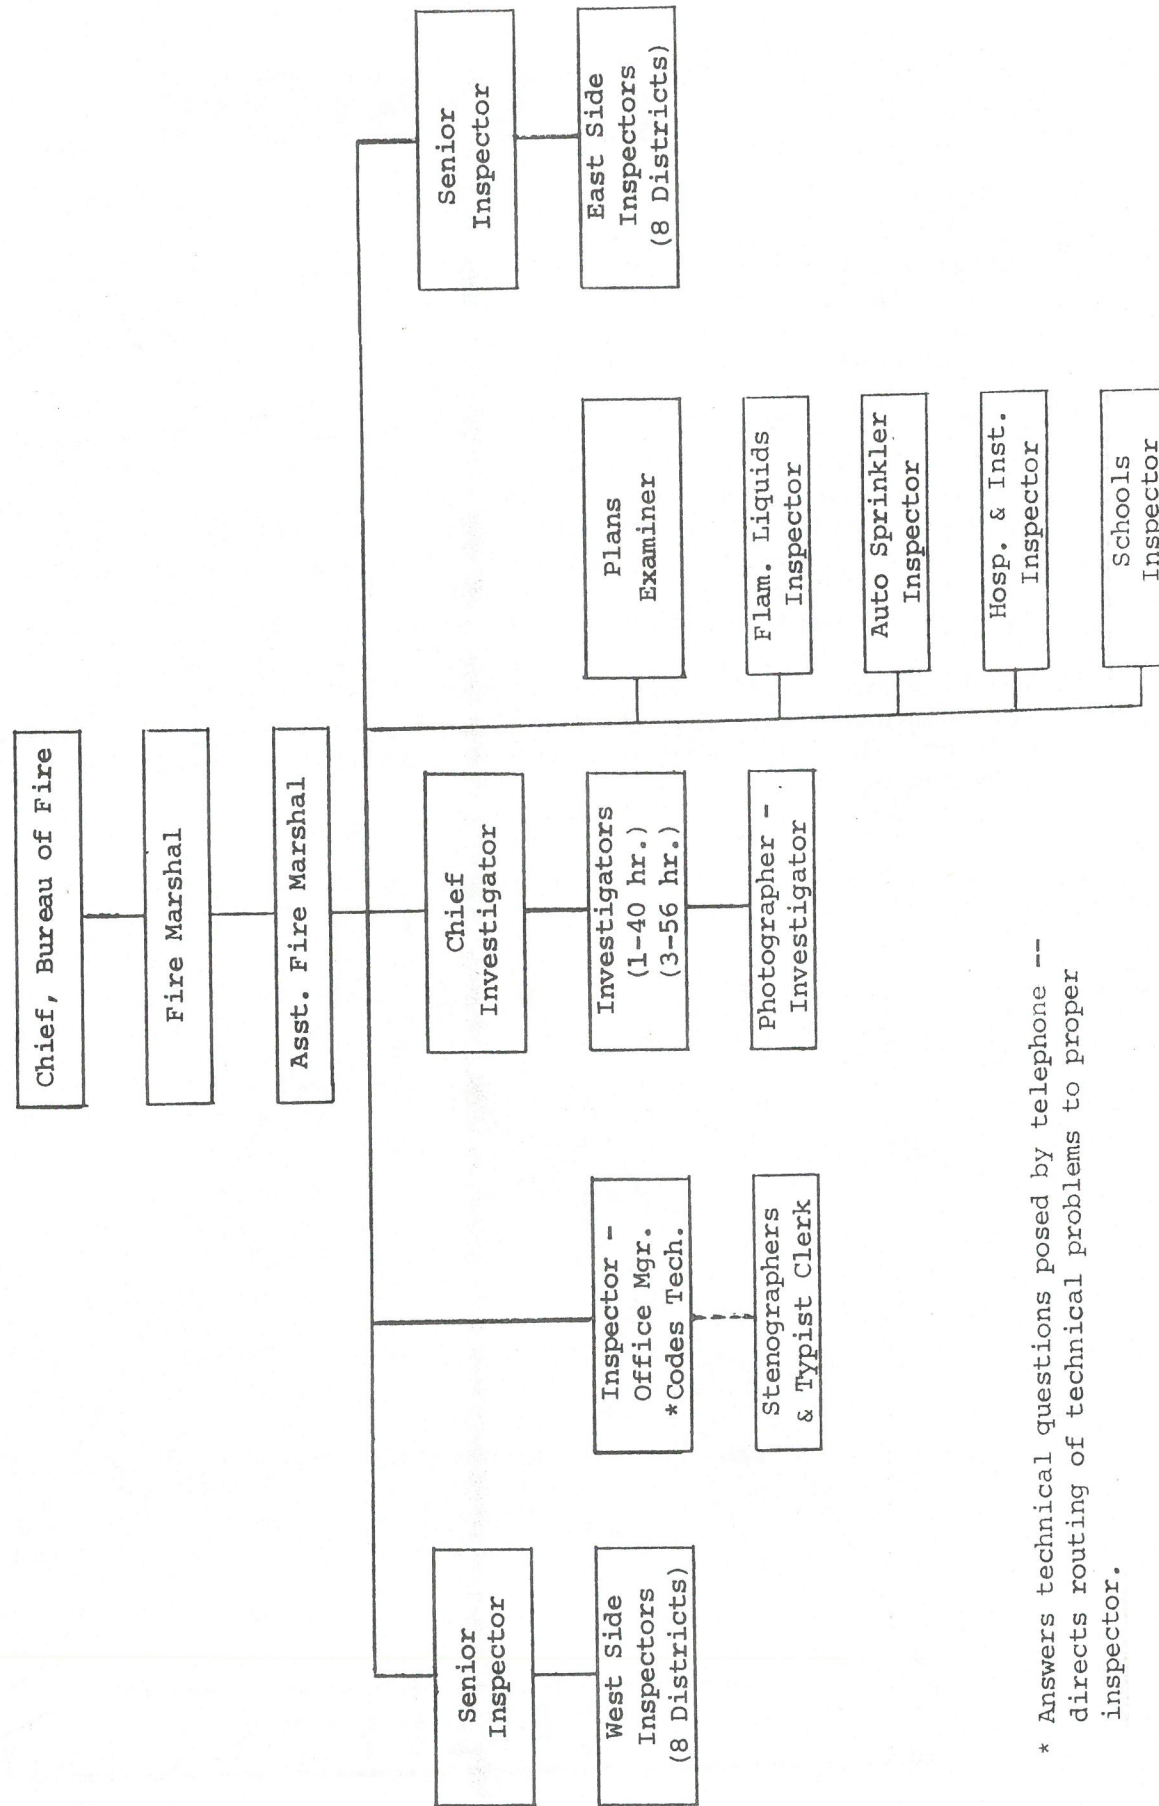 Chief, Bureau of Fire
Fire Marshal
Asst. Fire Marshal
Senior
Inspector
West Side
Inspectors
(8 Districts)
Inspector -
Office Mgr.
*Codes Tech.
Stenographers
& Typist Clerk
Chief
Investigator
Investigators
(1-40 hr.)
(3-56 hr.)
Photographer -
Investigator
Plans
Examiner
Flam. Liquids
Inspector
Auto Sprinkler
Inspector
Hosp. & Inst.
Inspector
Schools
Inspector
Senior
Inspector
East Side
Inspectors
(8 Districts)
* Answers technical questions posed by telephone --
directs routing of technical problems to proper
inspector.